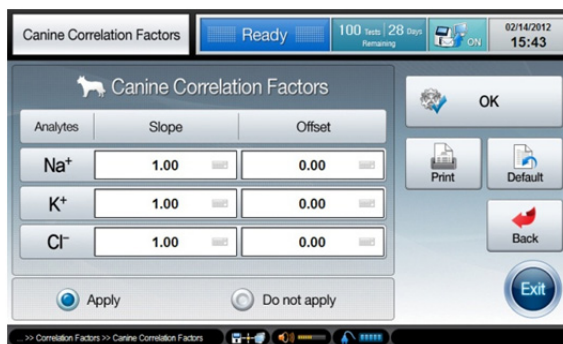 Canine Correlation Factors
Ready
100 Tests 28 Days
Remaining
ON
02/14/2012
15:43
Canine Correlation Factors
Analytes Slope Offset
Na⁺ 1.00 0.00
K⁺ 1.00 0.00
Cl⁻ 1.00 0.00
Apply Do not apply
OK
Print Default
Back
Exit
... >> Correlation Factors >> Canine Correlation Factors